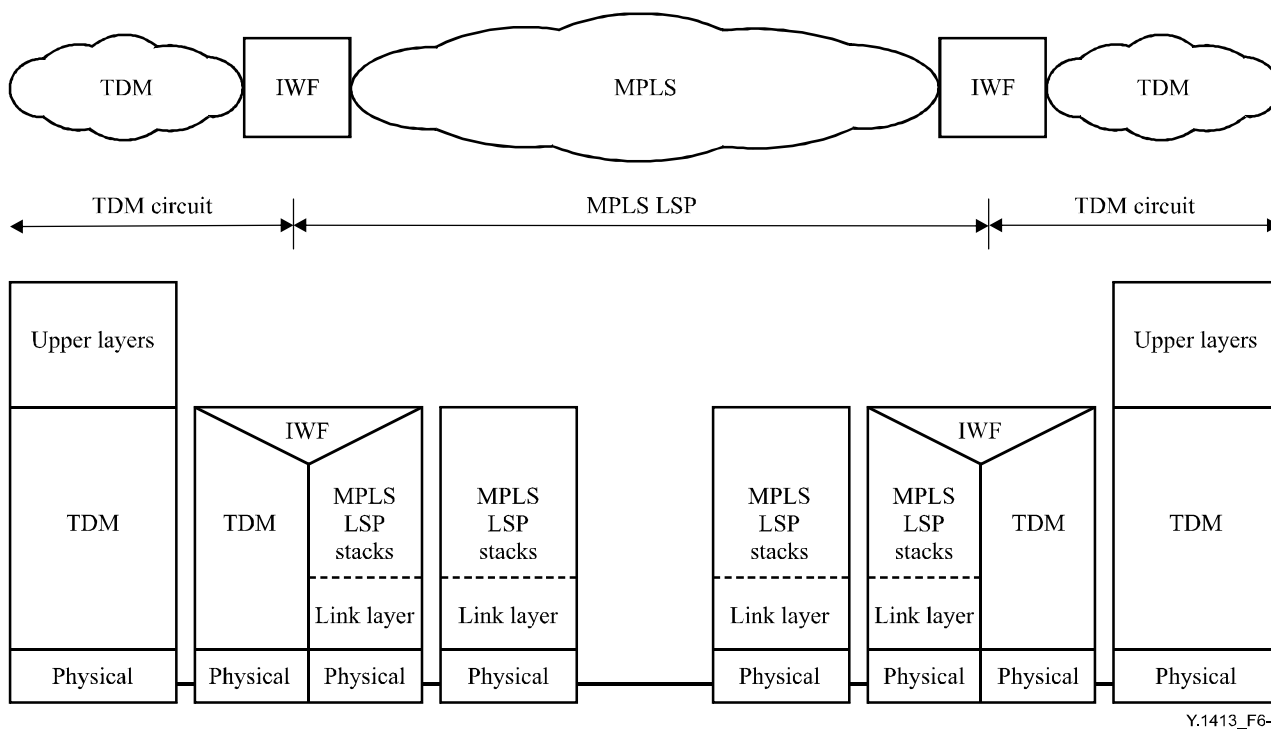 TDM
IWF
MPLS
IWF
TDM
TDM circuit
MPLS LSP
TDM circuit
Upper layers
Upper layers
IWF
IWF
TDM
TDM
MPLS
LSP
stacks
MPLS
LSP
stacks
MPLS
LSP
stacks
MPLS
LSP
stacks
TDM
TDM
Link layer
Link layer
Link layer
Link layer
Physical
Physical
Physical
Physical
Physical
Physical
Physical
Physical
Y.1413_F6-